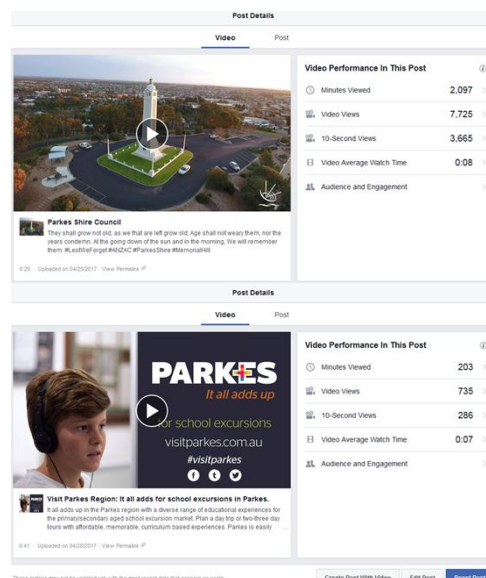 Post Details
Video Post
Video Performance In This Post
Minutes Viewed 2,097
Video Views 7,725
10-Second Views 3,665
Video Average Watch Time 0:08
Audience and Engagement
Parkes Shire Council
They shall grow not old, as we that are left grow old; Age shall not weary them, nor the
years condemn. At the going down of the sun and in the morning, We will remember
them. #LestWeForget #ANZAC #ParkesShire #MemorialHill
0:20 · Uploaded on 04/25/2017 · View Permalink
Post Details
Video Post
PARKES
It all adds up
for school excursions
visitparkes.com.au
#visitparkes
Video Performance In This Post
Minutes Viewed 203
Video Views 735
10-Second Views 286
Video Average Watch Time 0:07
Audience and Engagement
Visit Parkes Region: It all adds for school excursions in Parkes.
It all adds up in the Parkes region with a diverse range of educational experiences for
the primary/secondary aged school excursion market. Plan a day trip or two-three day
tours with affordable, memorable, curriculum based experiences. Parkes is easily ...
0:41 · Uploaded on 04/25/2017 · View Permalink
Create Post With Video Edit Post Boost Post